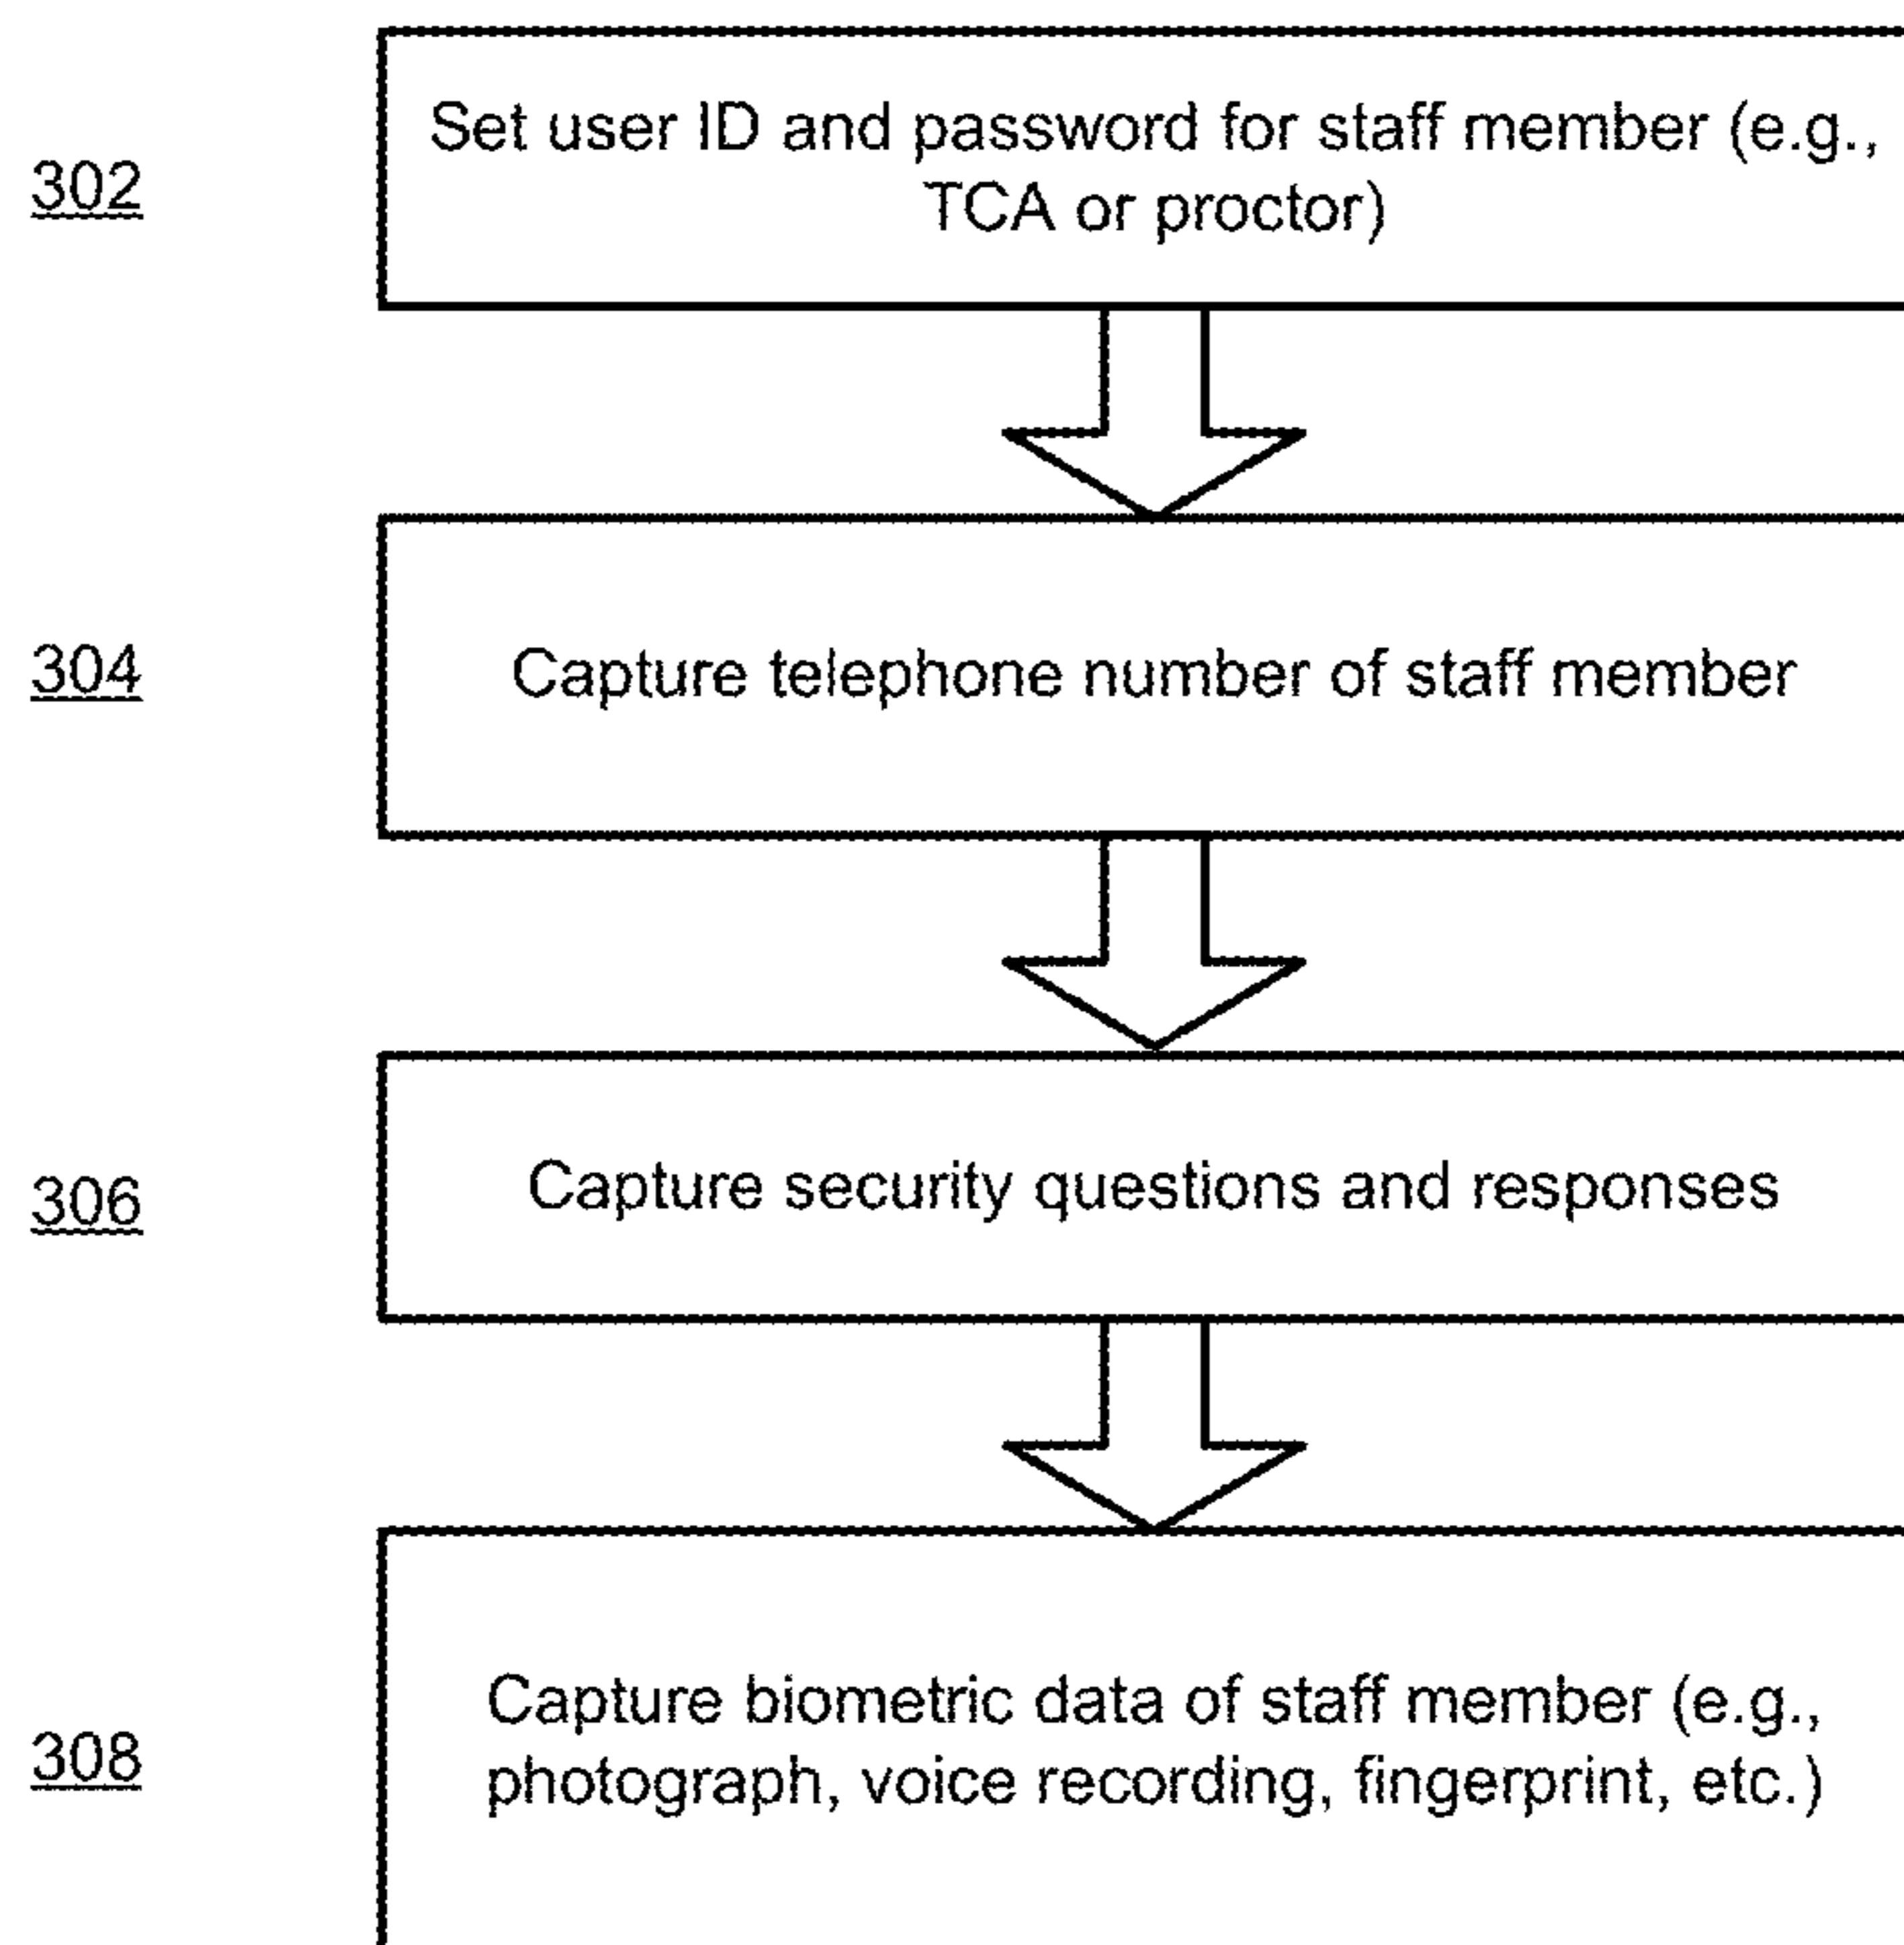 302
Set user ID and password for staff member (e.g.,
TCA or proctor)
304
Capture telephone number of staff member
306
Capture security questions and responses
308
Capture biometric data of staff member (e.g.,
photograph, voice recording, fingerprint, etc.)